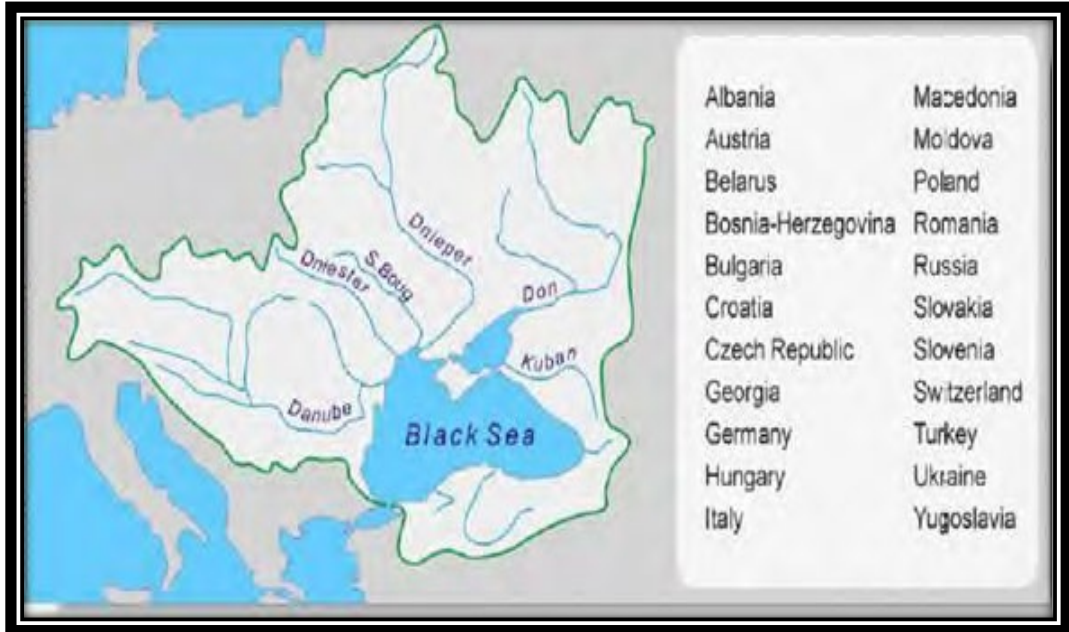 Dnieper
S.Boug
Dniester
Don
Kuban
Danube
Black Sea
Albania
Austria
Belarus
Bosnia-Herzegovina
Bulgaria
Croatia
Czech Republic
Georgia
Germany
Hungary
Italy
Macedonia
Moldova
Poland
Romania
Russia
Slovakia
Slovenia
Switzerland
Turkey
Ukraine
Yugoslavia